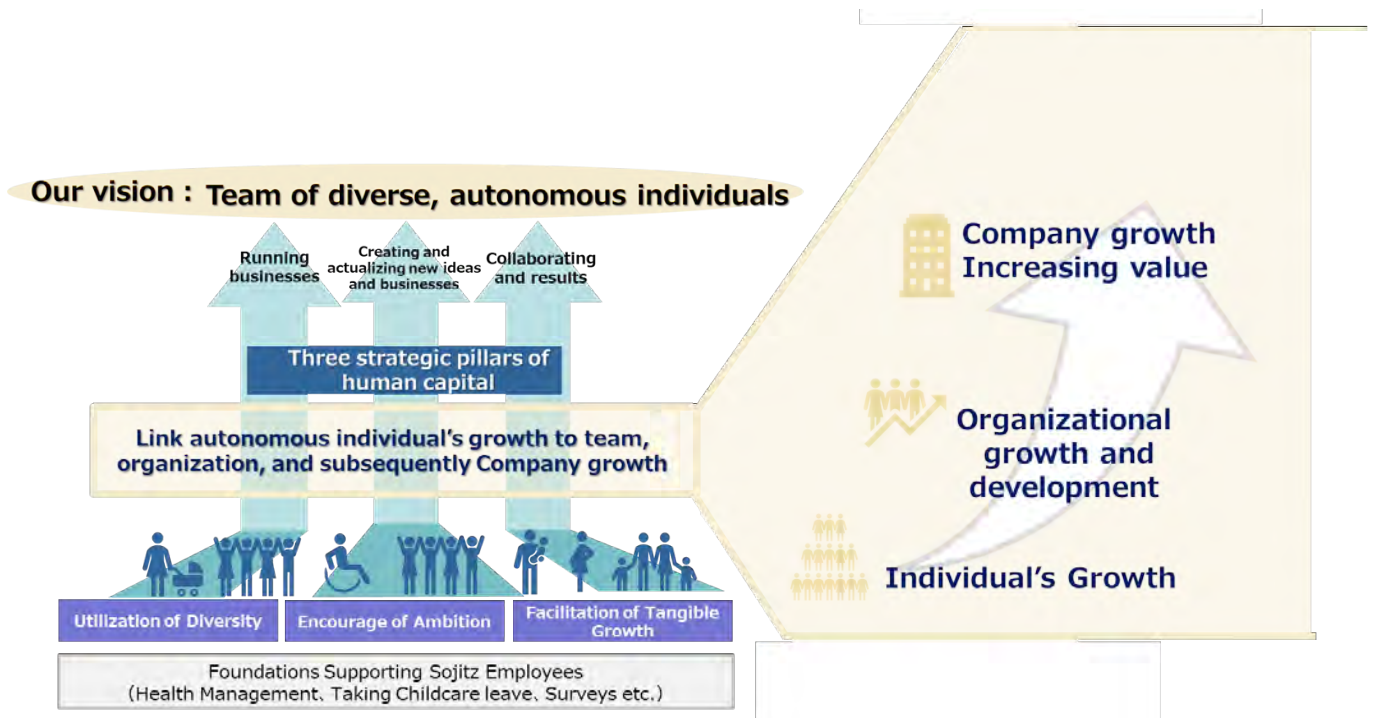 Our vision : Team of diverse, autonomous individuals
Running
businesses
Creating and
actualizing new ideas
and businesses
Collaborating
and results
Three strategic pillars of
human capital
Link autonomous individual's growth to team,
organization, and subsequently Company growth
Utilization of Diversity
Encourage of Ambition
Facilitation of Tangible
Growth
Foundations Supporting Sojitz Employees
(Health Management、Taking Childcare leave、Surveys etc.)
Company growth
Increasing value
Organizational
growth and
development
Individual's Growth